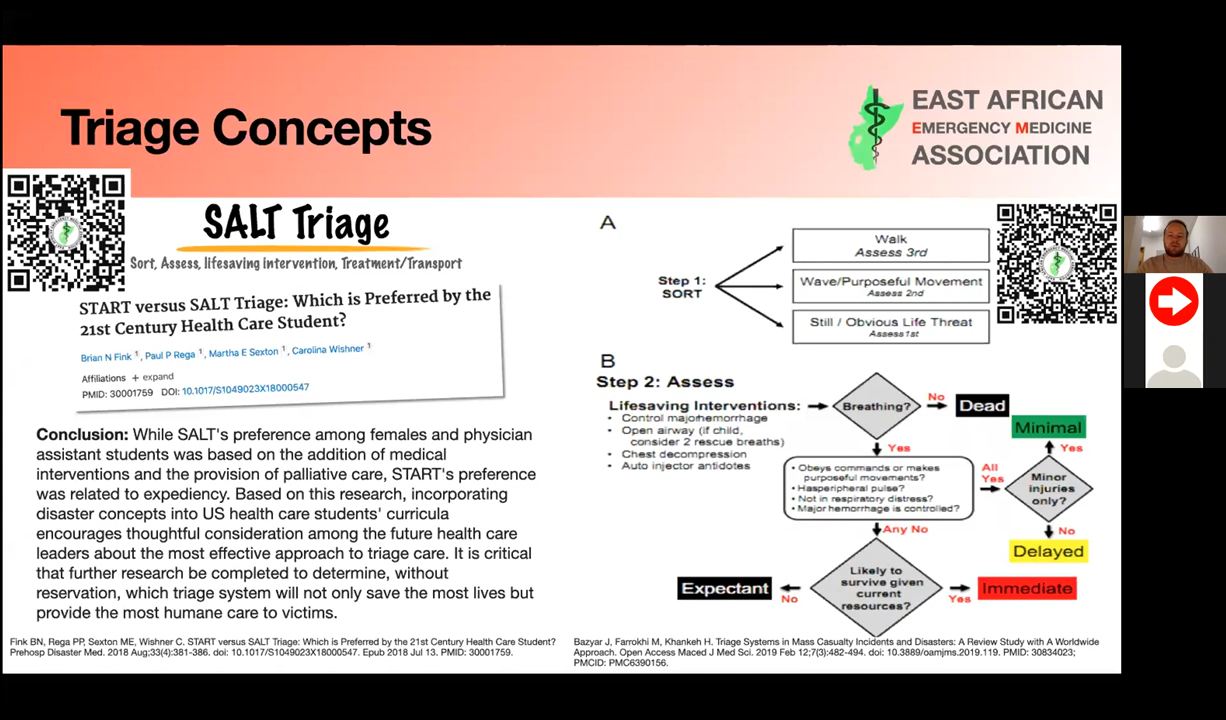 Triage Concepts
EAST AFRICAN
EMERGENCY MEDICINE
ASSOCIATION
SALT Triage
Sort, Assess, lifesaving intervention, Treatment/Transport
START versus SALT Triage: Which is Preferred by the
21st Century Health Care Student?
Brian N Fink 1, Paul P Rega 1, Martha E Sexton 1, Carolina Wishner 1
Affiliations + expand
PMID: 30001759 DOI: 10.1017/S1049023X18000547
Conclusion: While SALT's preference among females and physician
assistant students was based on the addition of medical
interventions and the provision of palliative care, START's preference
was related to expediency. Based on this research, incorporating
disaster concepts into US health care students' curricula
encourages thoughtful consideration among the future health care
leaders about the most effective approach to triage care. It is critical
that further research be completed to determine, without
reservation, which triage system will not only save the most lives but
provide the most humane care to victims.
Fink BN, Rega PP, Sexton ME, Wishner C. START versus SALT Triage: Which is Preferred by the 21st Century Health Care Student?
Prehosp Disaster Med. 2018 Aug;33(4):381-386. doi: 10.1017/S1049023X18000547. Epub 2018 Jul 13. PMID: 30001759.
A
Step 1:
SORT
Walk
Assess 3rd
Wave/Purposeful Movement
Assess 2nd
Still / Obvious Life Threat
Assess 1st
B
Step 2: Assess
Lifesaving Interventions:
• Control major hemorrhage
• Open airway (if child,
consider 2 rescue breaths)
• Chest decompression
• Auto injector antidotes
Breathing?
No
Dead
Yes
• Obeys commands or makes
purposeful movements?
• Hasperipheral pulse?
• Not in respiratory distress?
• Major hemorrhage is controlled?
All
Yes
Minor
injuries
only?
Yes
Minimal
No
Delayed
Any No
Likely to
survive given
current
resources?
No
Expectant
Yes
Immediate
Bazyar J, Farrokhi M, Khankeh H. Triage Systems in Mass Casualty Incidents and Disasters: A Review Study with A Worldwide
Approach. Open Access Maced J Med Sci. 2019 Feb 12;7(3):482-494. doi: 10.3889/oamjms.2019.119. PMID: 30834023;
PMCID: PMC6390156.